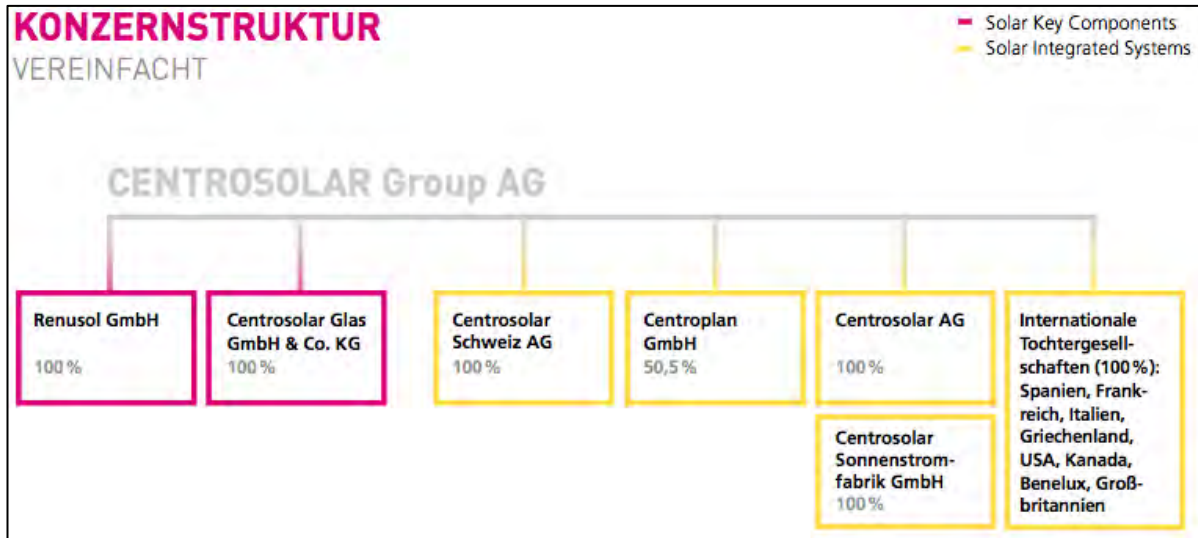 KONZERNSTRUKTUR
VEREINFACHT
Solar Key Components
Solar Integrated Systems
CENTROSOLAR Group AG
Renusol GmbH
100 %
Centrosolar Glas
GmbH & Co. KG
100 %
Centrosolar
Schweiz AG
100 %
Centroplan
GmbH
50,5 %
Centrosolar AG
100 %
Centrosolar
Sonnenstrom-
fabrik GmbH
100 %
Internationale
Tochtergesell-
schaften (100 %):
Spanien, Frank-
reich, Italien,
Griechenland,
USA, Kanada,
Benelux, Groß-
britannien